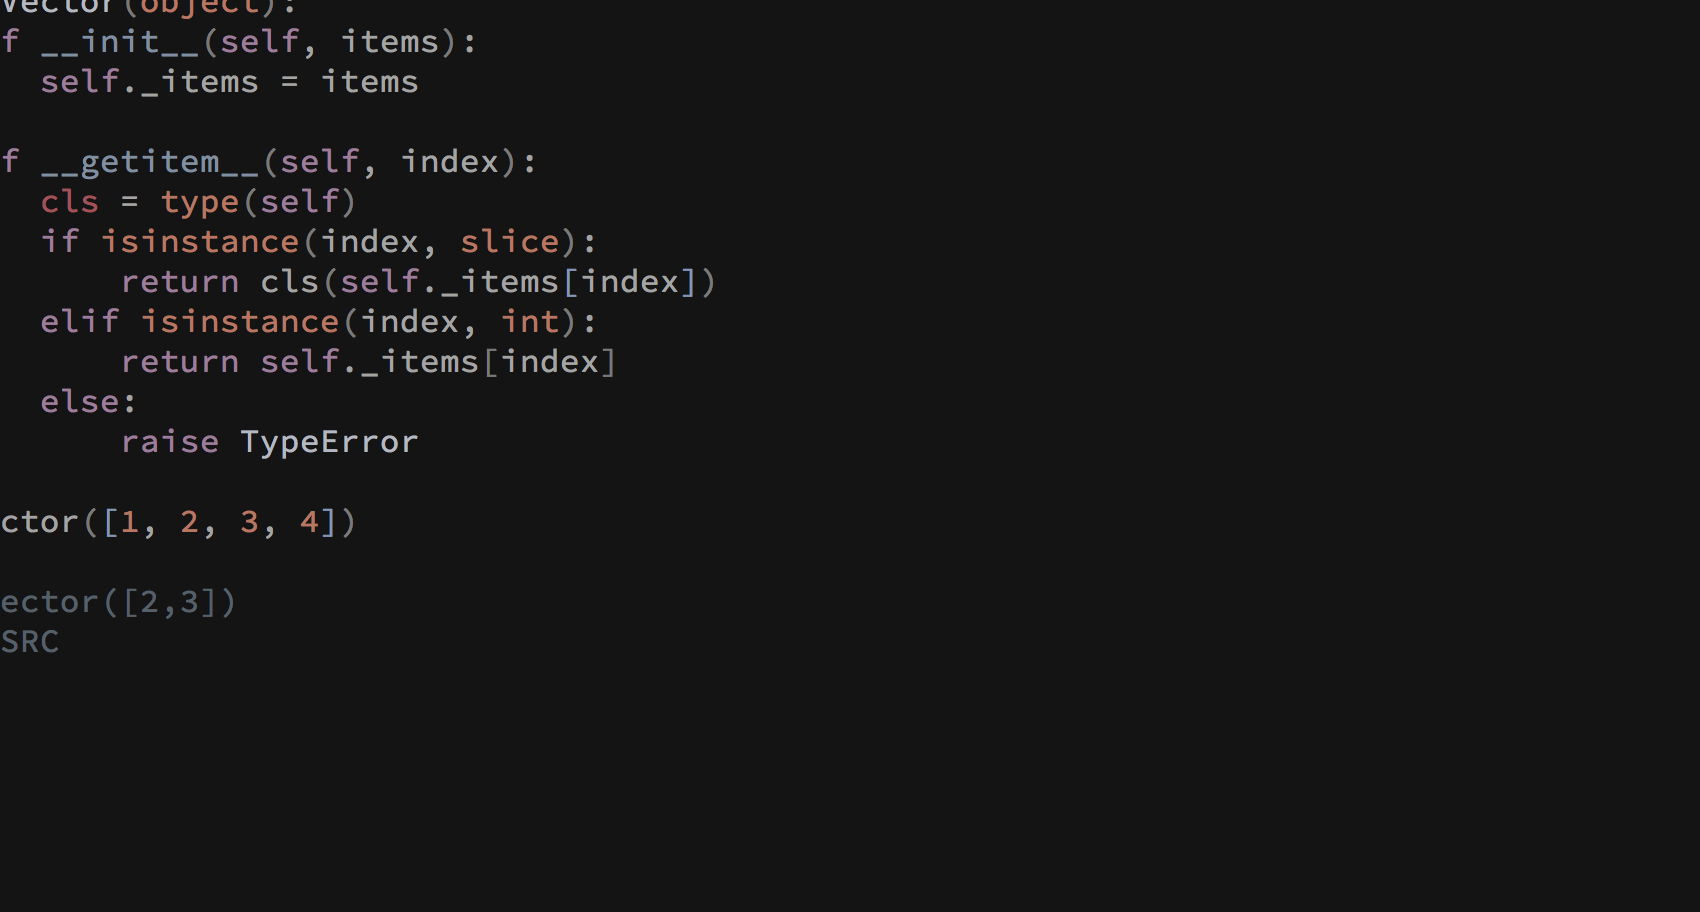 Vector(object):
f __init__(self, items):
self._items = items
f __getitem__(self, index):
cls = type(self)
if isinstance(index, slice):
return cls(self._items[index])
elif isinstance(index, int):
return self._items[index]
else:
raise TypeError
ctor([1, 2, 3, 4])
ector([2,3])
SRC